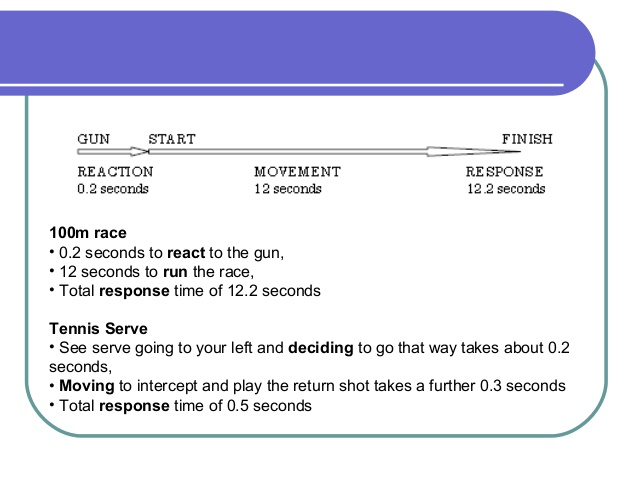 GUN START FINISH
REACTION MOVEMENT RESPONSE
0.2 seconds 12 seconds 12.2 seconds
100m race
• 0.2 seconds to react to the gun,
• 12 seconds to run the race,
• Total response time of 12.2 seconds
Tennis Serve
• See serve going to your left and deciding to go that way takes about 0.2
seconds,
• Moving to intercept and play the return shot takes a further 0.3 seconds
• Total response time of 0.5 seconds